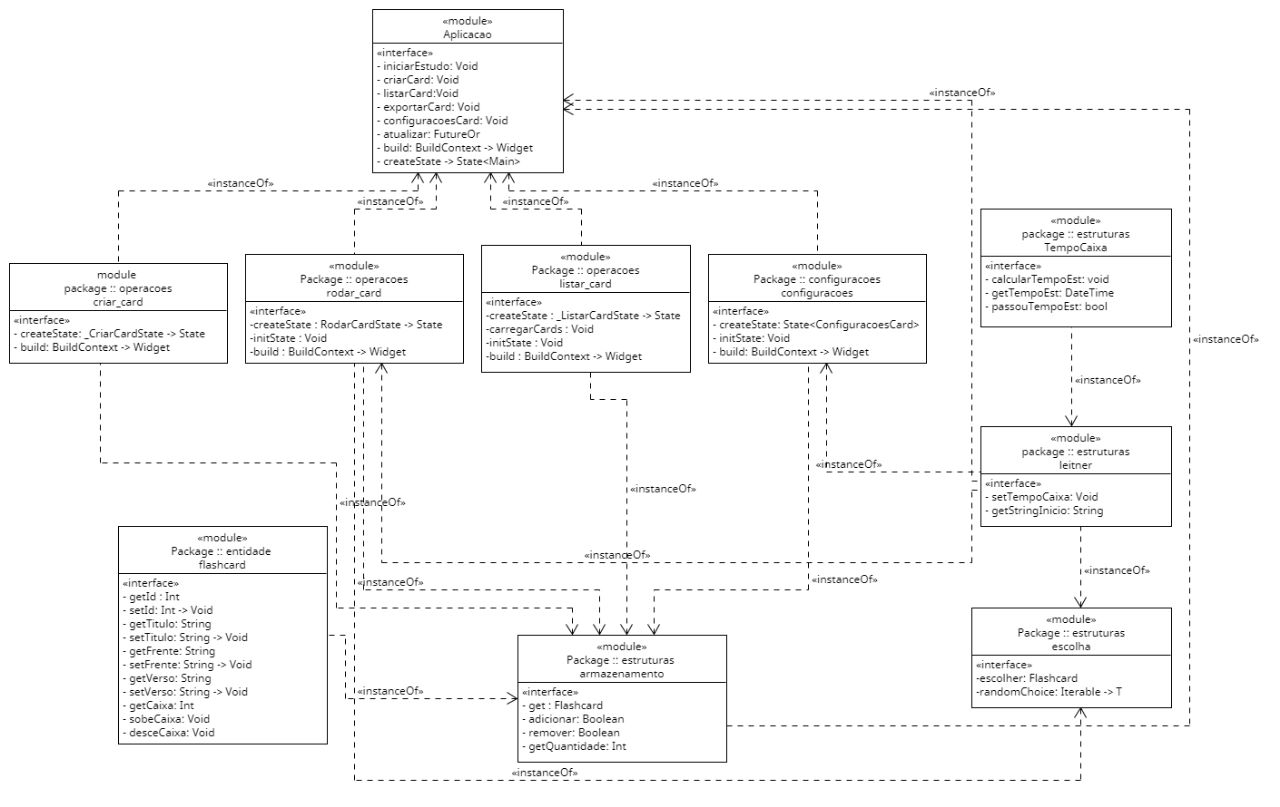 «module»
Aplicacao
«interface»
- iniciarEstudo: Void
- criarCard: Void
- listarCard:Void
- exportarCard: Void
- configuracoesCard: Void
- atualizar: FutureOr
- build: BuildContext -> Widget
- createState -> State<Main>
«instanceOf»
«instanceOf»
«instanceOf»
«instanceOf»
«instanceOf»
module
package :: operacoes
criar_card
«interface»
- createState: _CriarCardState -> State
- build: BuildContext -> Widget
«module»
Package :: operacoes
rodar_card
«interface»
-createState : RodarCardState -> State
-initState : Void
-build : BuildContext -> Widget
«module»
Package :: operacoes
listar_card
«interface»
-createState : _ListarCardState -> State
-carregarCards : Void
-initState : Void
-build : BuildContext -> Widget
«module»
Package :: configuracoes
configuracoes
«interface»
- createState: State<ConfiguracoesCard>
- initState: Void
- build: BuildContext -> Widget
«module»
package :: estruturas
TempoCaixa
«interface»
- calcularTempoEst: void
- getTempoEst: DateTime
- passouTempoEst: bool
«instanceOf»
«instanceOf»
«module»
package :: estruturas
leitner
«interface»
- setTempoCaixa: Void
- getStringInicio: String
«instanceOf»
«instanceOf»
«instanceOf»
«instanceOf»
«instanceOf»
«instanceOf»
«instanceOf»
«module»
Package :: entidade
flashcard
«interface»
- getId : Int
- setId: Int -> Void
- getTitulo: String
- setTitulo: String -> Void
- getFrente: String
- setFrente: String -> Void
- getVerso: String
- setVerso: String -> Void
- getCaixa: Int
- sobeCaixa: Void
- desceCaixa: Void
«instanceOf»
«module»
Package :: estruturas
armazenamento
«interface»
- get : Flashcard
- adicionar: Boolean
- remover: Boolean
- getQuantidade: Int
«module»
Package :: estruturas
escolha
«interface»
-escolher: Flashcard
-randomChoice: Iterable -> T
«instanceOf»